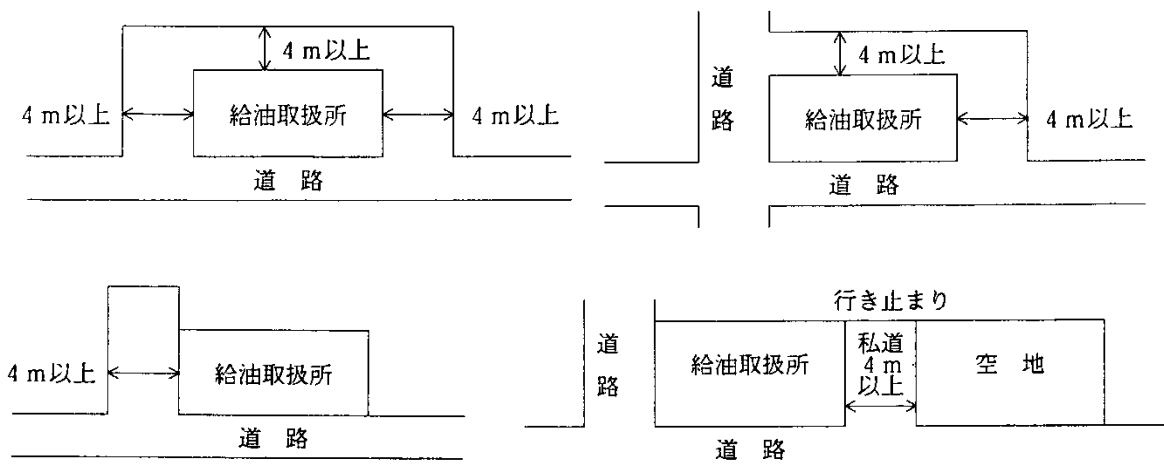 4m以上
4m以上
給油取扱所
4m以上
道 路
道
路
4m以上
給油取扱所
4m以上
道 路
4m以上
給油取扱所
道 路
行き止まり
道
路
給油取扱所
私道
4m
以上
空 地
道 路